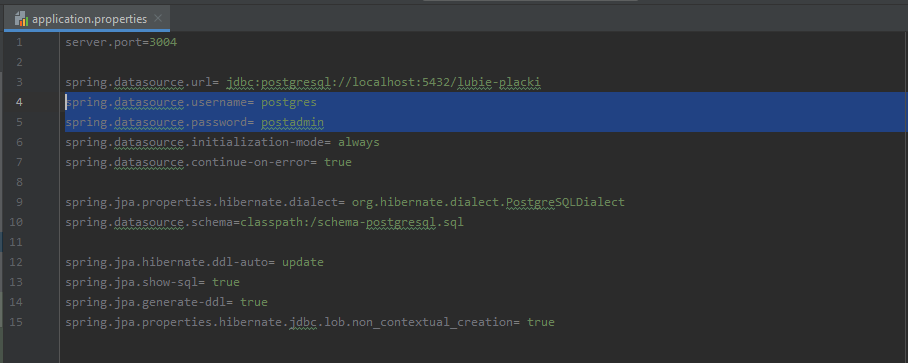 application.properties
1 server.port=3004
2
3 spring.datasource.url= jdbc:postgresql://localhost:5432/lubie-placki
4 spring.datasource.username= postgres
5 spring.datasource.password= postadmin
6 spring.datasource.initialization-mode= always
7 spring.datasource.continue-on-error= true
8
9 spring.jpa.properties.hibernate.dialect= org.hibernate.dialect.PostgreSQLDialect
10 spring.datasource.schema=classpath:/schema-postgresql.sql
11
12 spring.jpa.hibernate.ddl-auto= update
13 spring.jpa.show-sql= true
14 spring.jpa.generate-ddl= true
15 spring.jpa.properties.hibernate.jdbc.lob.non_contextual_creation= true